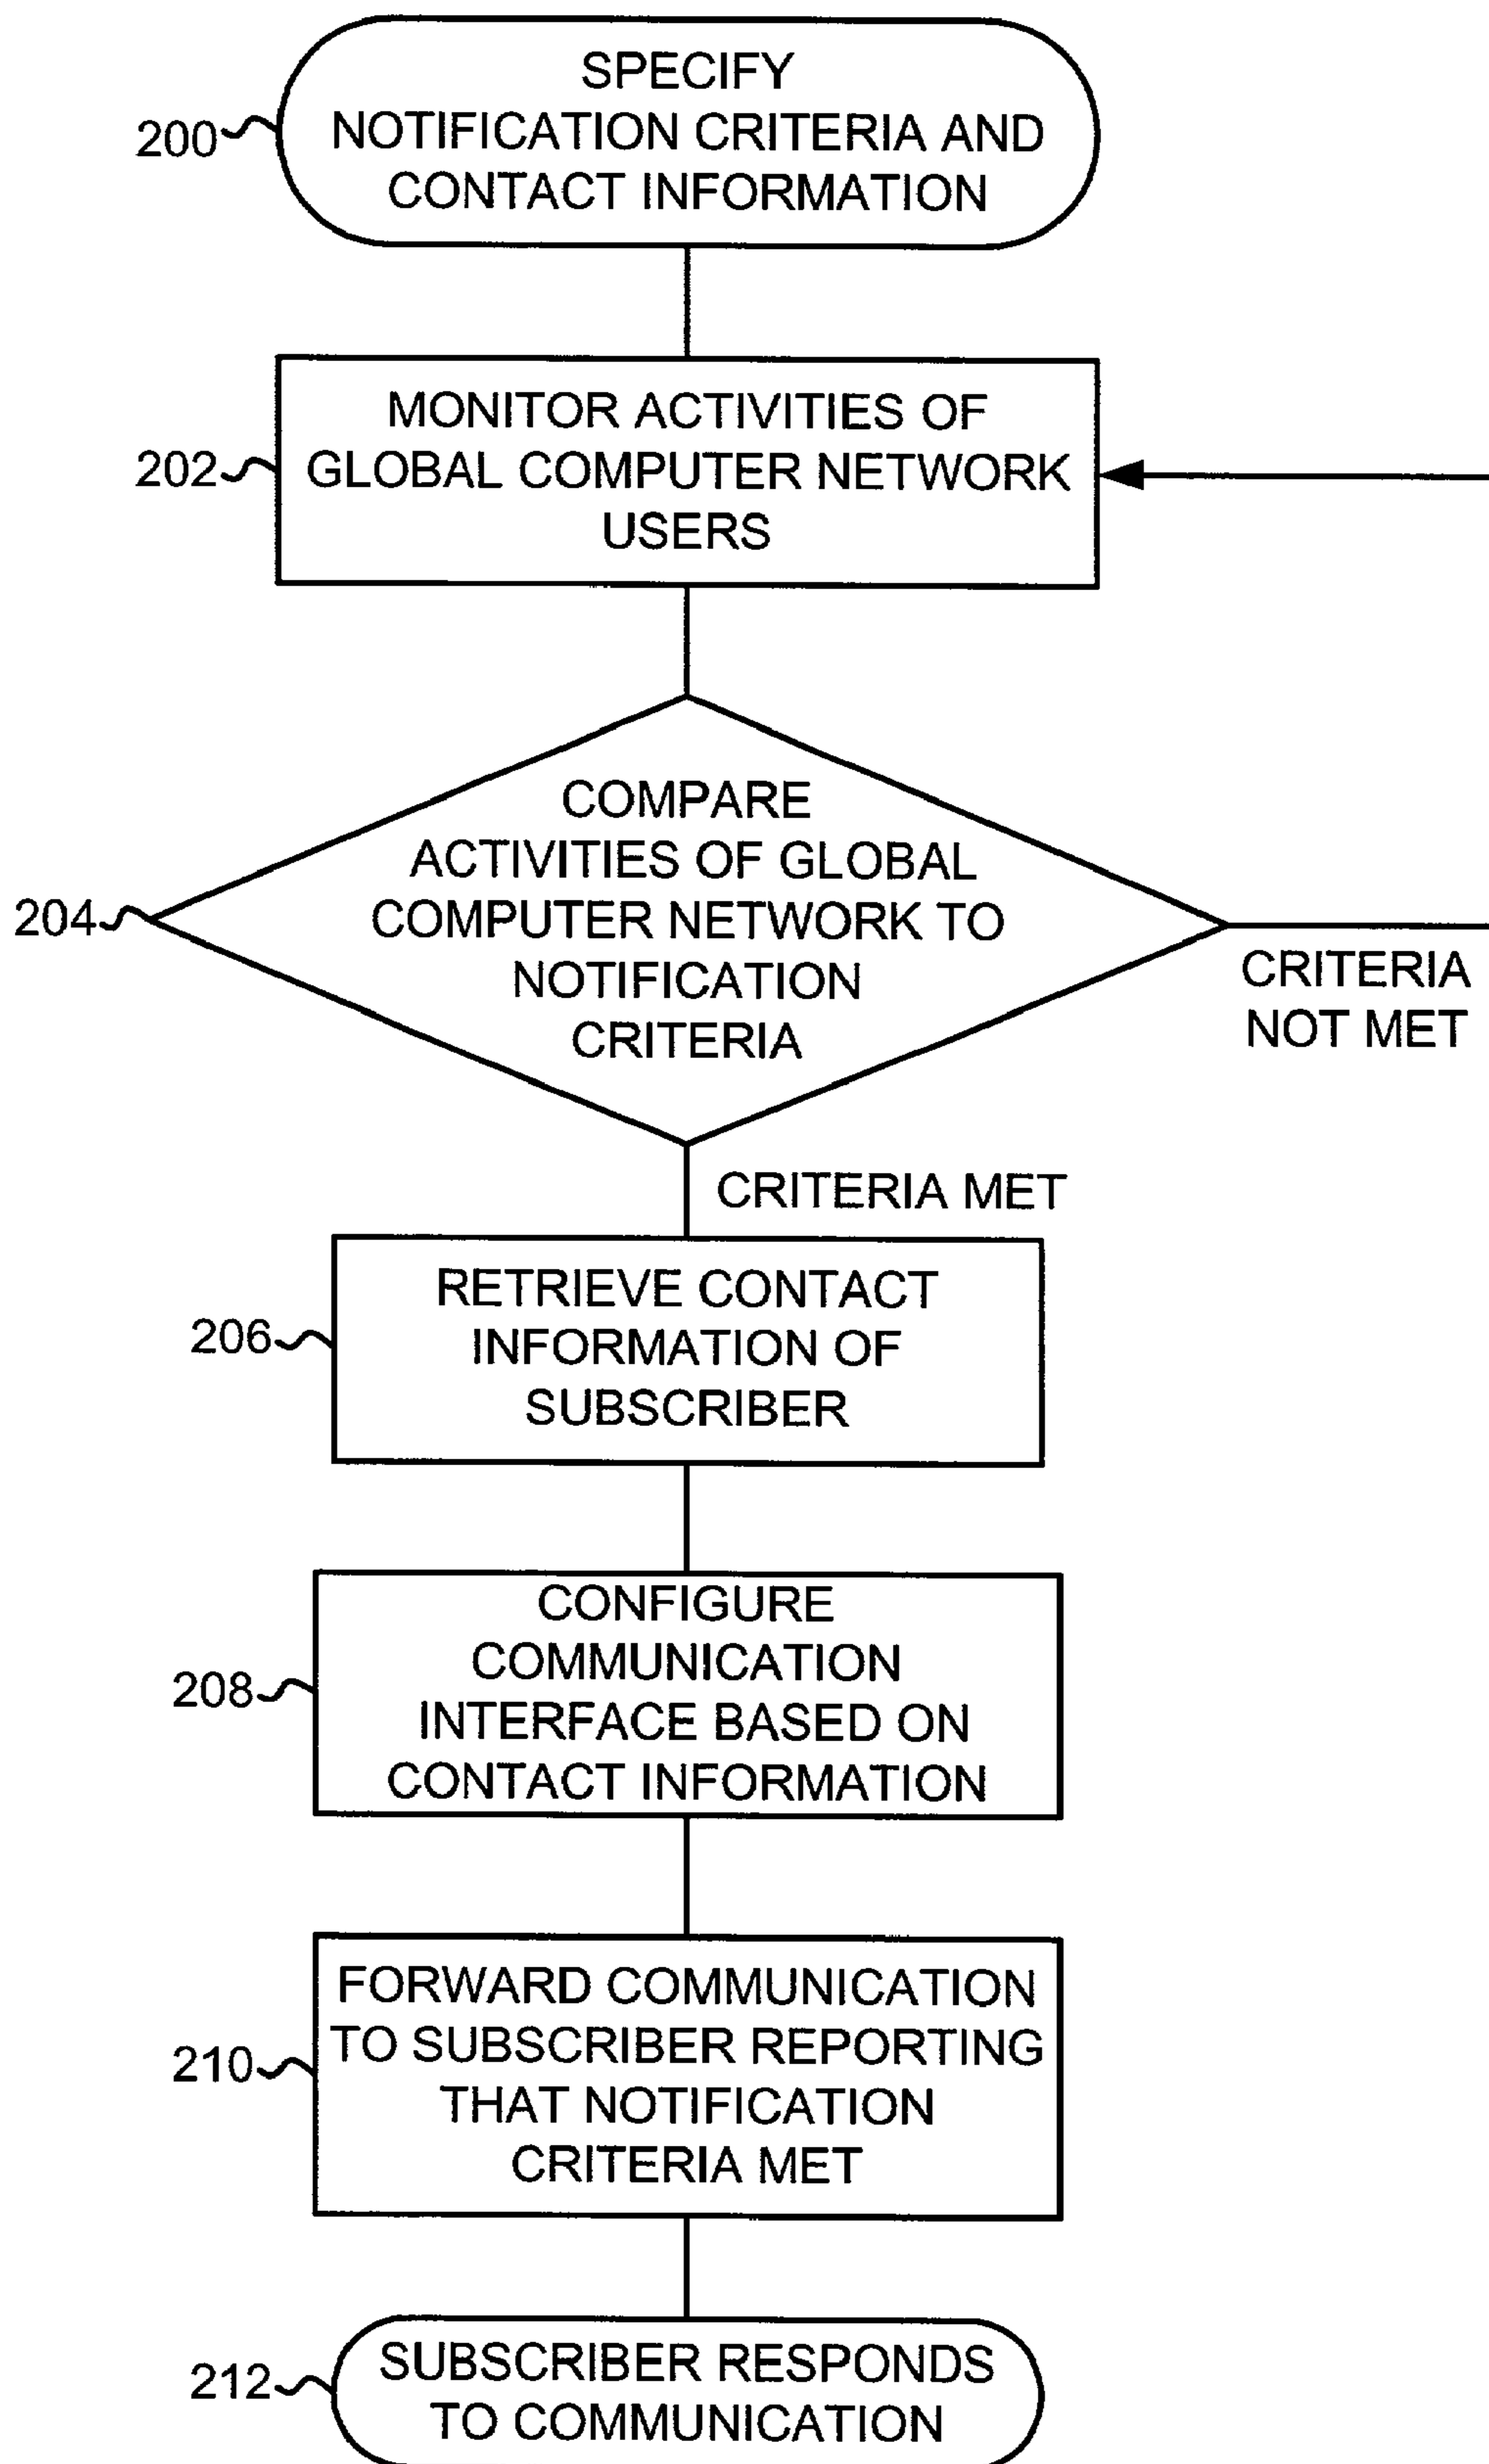 SPECIFY
NOTIFICATION CRITERIA AND
CONTACT INFORMATION
200
MONITOR ACTIVITIES OF
GLOBAL COMPUTER NETWORK
USERS
202
COMPARE
ACTIVITIES OF GLOBAL
COMPUTER NETWORK TO
NOTIFICATION
CRITERIA
204
CRITERIA
NOT MET
CRITERIA MET
RETRIEVE CONTACT
INFORMATION OF
SUBSCRIBER
206
CONFIGURE
COMMUNICATION
INTERFACE BASED ON
CONTACT INFORMATION
208
FORWARD COMMUNICATION
TO SUBSCRIBER REPORTING
THAT NOTIFICATION
CRITERIA MET
210
SUBSCRIBER RESPONDS
TO COMMUNICATION
212